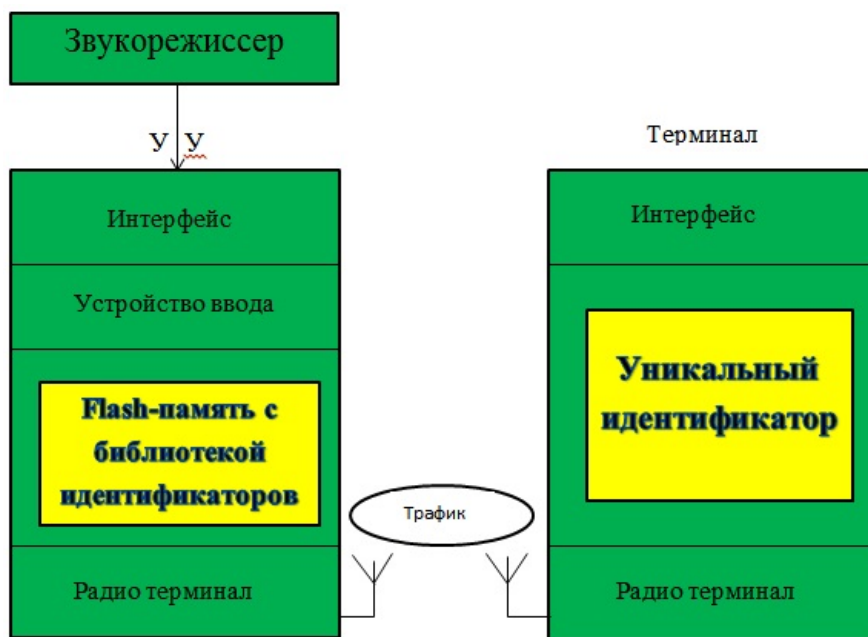 Звукорежиссер
У У
Терминал
Интерфейс
Устройство ввода
Flash-память с
библиотекой
идентификаторов
Радио терминал
Трафик
Интерфейс
Уникальный
идентификатор
Радио терминал